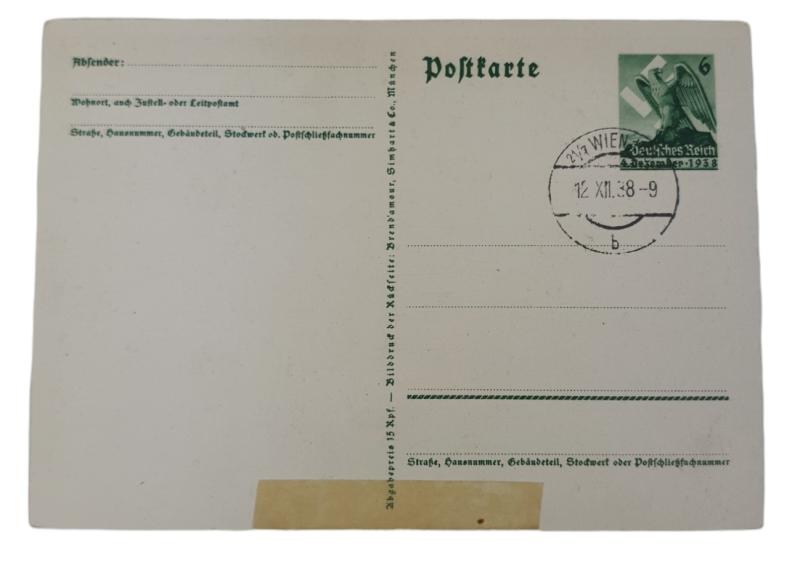 Absender:
Wohnort, auch Zustell- oder Leitpostamt
Straße, Hausnummer, Gebäudeteil, Stockwerk od. Postschließfachnummer
Abgabepreis 15 Rpf. — Bilddruck der Rückseite: Brend'amour, Simhart & Co., München
Postkarte
6
Deutsches Reich
4. Dezember · 1938
21/7 WIEN
12 XII.38 -9
b
Straße, Hausnummer, Gebäudeteil, Stockwerk oder Postschließfachnummer